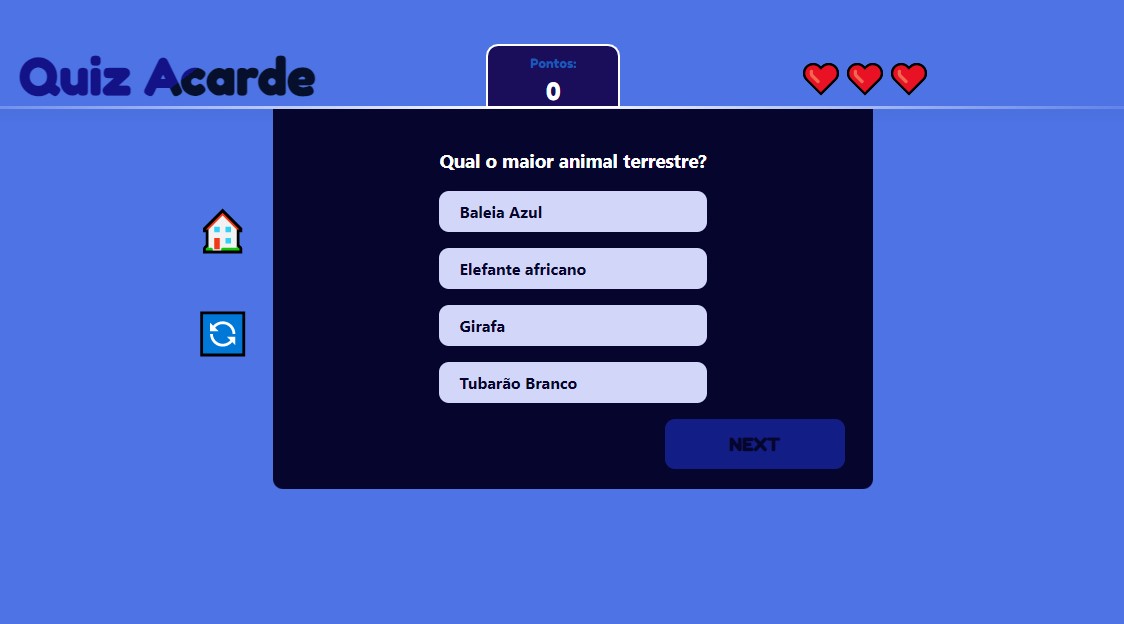 Quiz Acarde
Pontos:
0
Qual o maior animal terrestre?
Baleia Azul
Elefante africano
Girafa
Tubarão Branco
NEXT